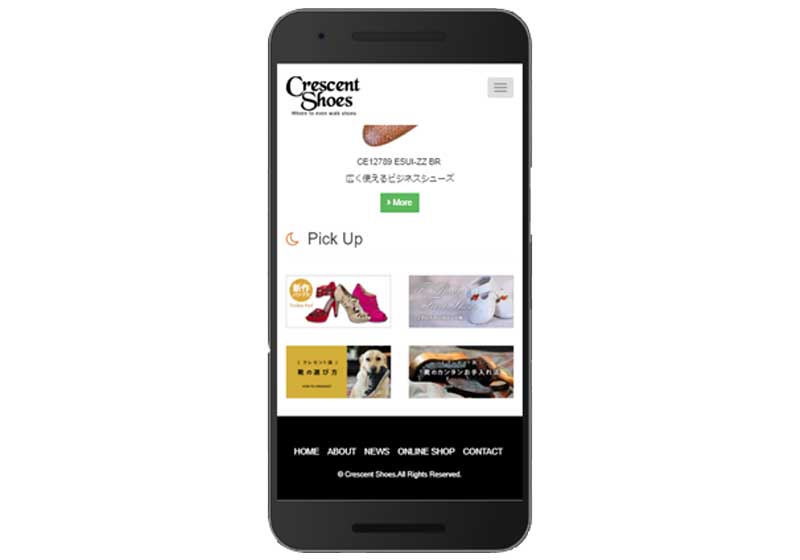 Crescent
Shoes
Where to even walk shoes
CE12789 ESUI-ZZ BR
広く使えるビジネスシューズ
More
Pick Up
新作
クレセント流
靴の選び方
靴のカンタンお手入れ法
HOME ABOUT NEWS ONLINE SHOP CONTACT
© Crescent Shoes.All Rights Reserved.